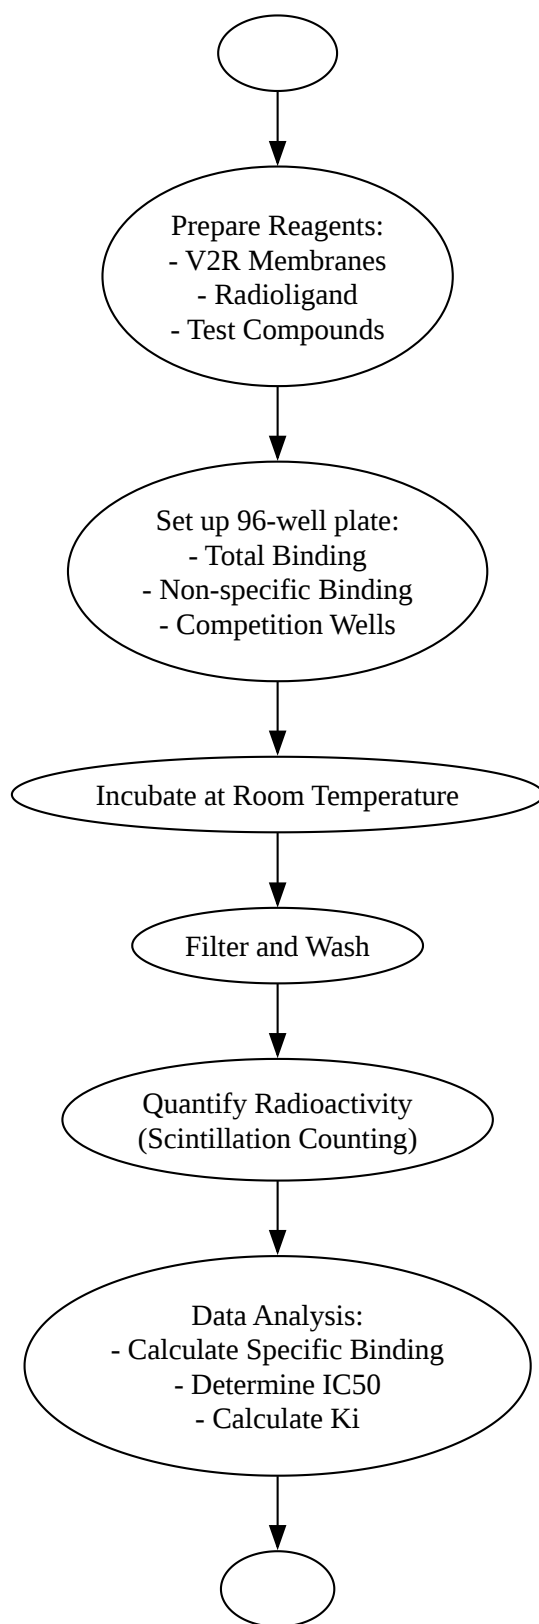 Prepare Reagents:
- V2R Membranes
- Radioligand
- Test Compounds
Set up 96-well plate:
- Total Binding
- Non-specific Binding
- Competition Wells
Incubate at Room Temperature
Filter and Wash
Quantify Radioactivity
(Scintillation Counting)
Data Analysis:
- Calculate Specific Binding
- Determine IC50
- Calculate Ki